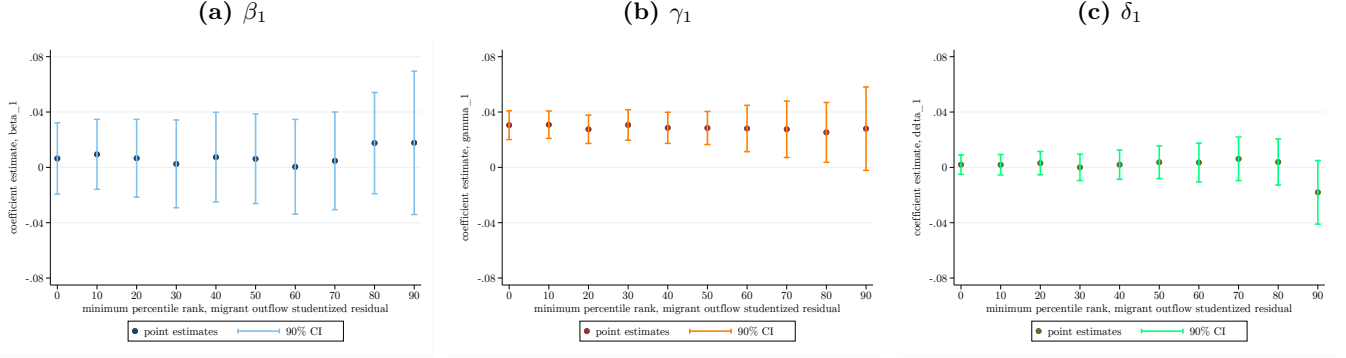 (a) β₁
coefficient estimate, beta_1
.08
.04
0
-.04
-.08
0 10 20 30 40 50 60 70 80 90
minimum percentile rank, migrant outflow studentized residual
point estimates 90% CI
(b) γ₁
coefficient estimate, gamma_1
.08
.04
0
-.04
-.08
0 10 20 30 40 50 60 70 80 90
minimum percentile rank, migrant outflow studentized residual
point estimates 90% CI
(c) δ₁
coefficient estimate, delta_1
.08
.04
0
-.04
-.08
0 10 20 30 40 50 60 70 80 90
minimum percentile rank, migrant outflow studentized residual
point estimates 90% CI